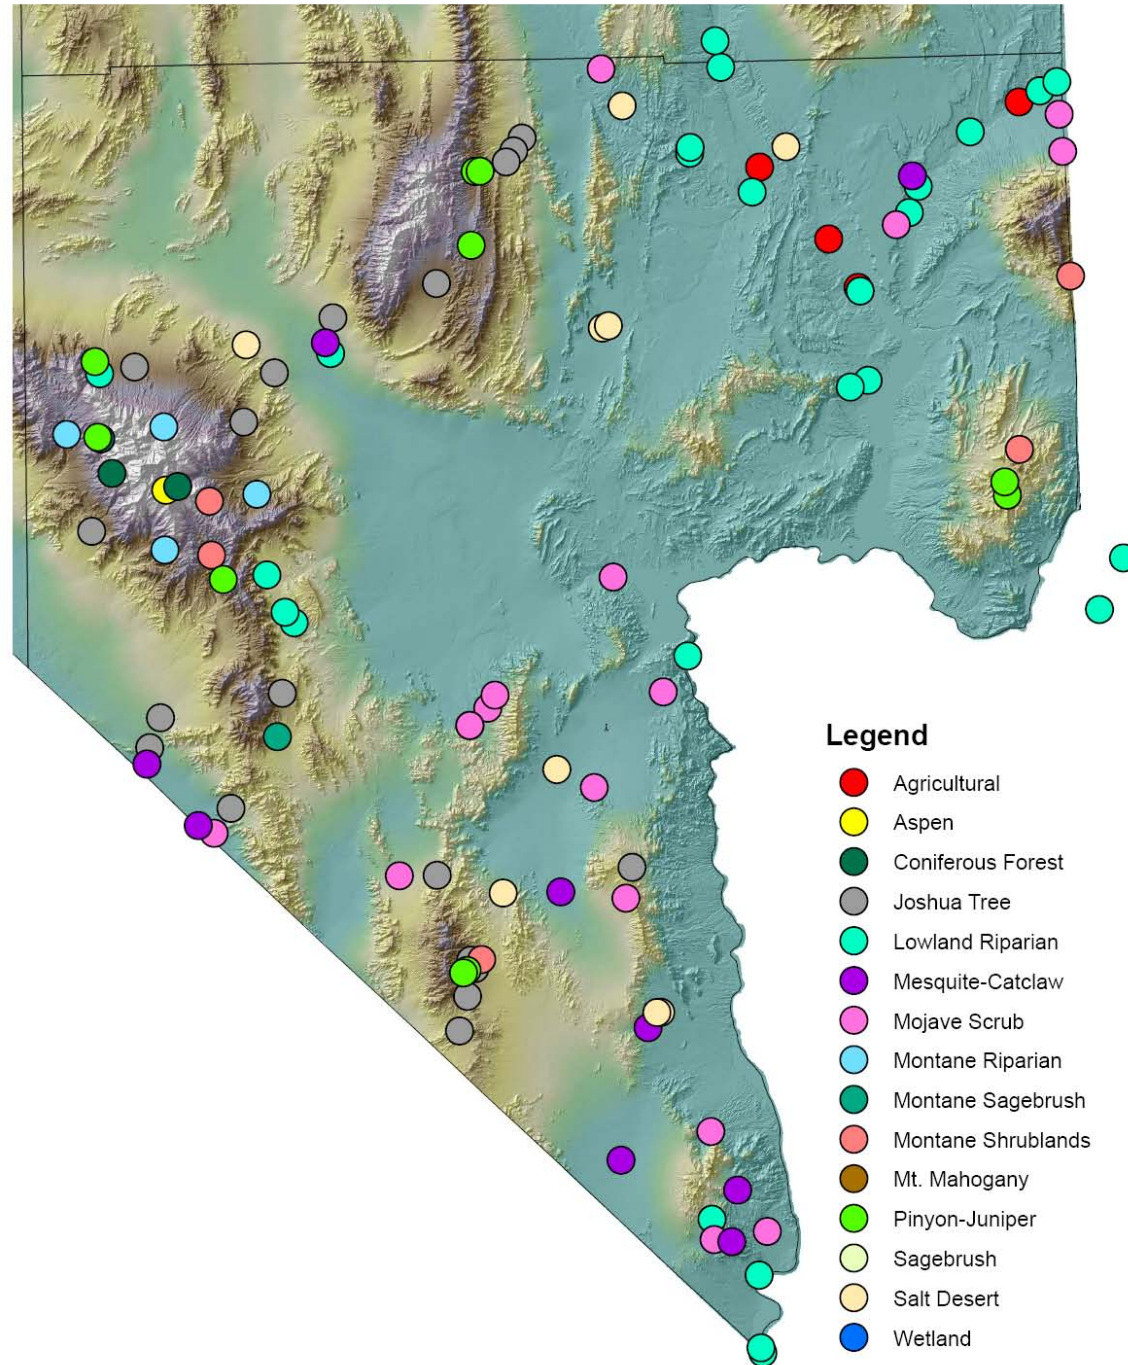 Legend
Agricultural
Aspen
Coniferous Forest
Joshua Tree
Lowland Riparian
Mesquite-Catclaw
Mojave Scrub
Montane Riparian
Montane Sagebrush
Montane Shrublands
Mt. Mahogany
Pinyon-Juniper
Sagebrush
Salt Desert
Wetland